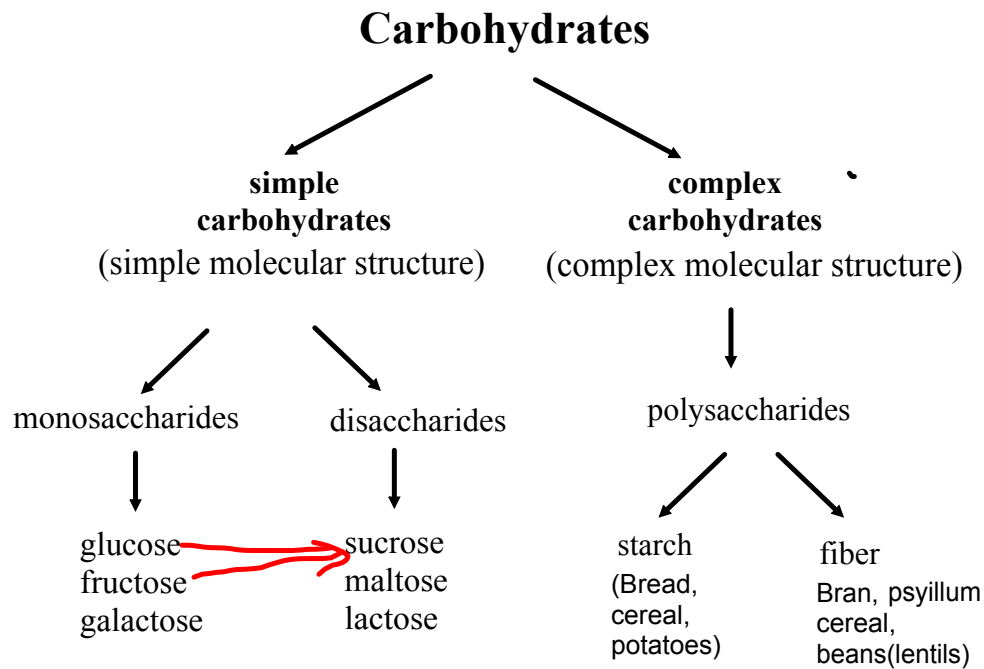 Carbohydrates
simple
carbohydrates
(simple molecular structure)
complex
carbohydrates
(complex molecular structure)
monosaccharides
disaccharides
polysaccharides
glucose
fructose
galactose
sucrose
maltose
lactose
starch
(Bread,
cereal,
potatoes)
fiber
Bran, psyillum
cereal,
beans(lentils)